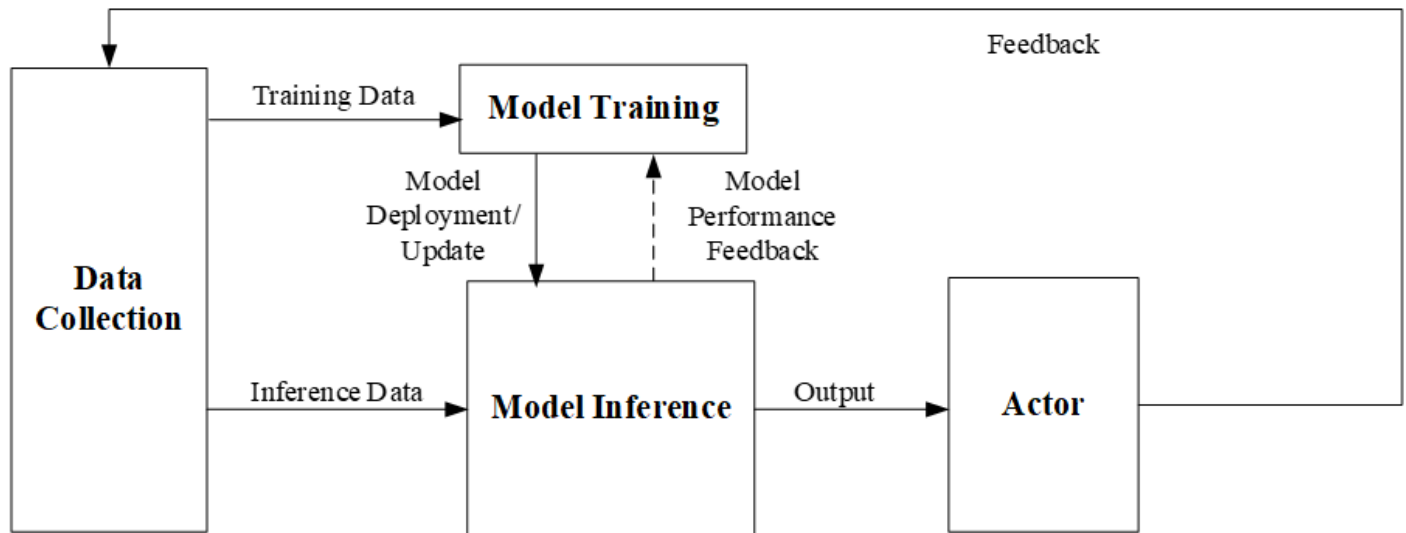 Feedback
Training Data
Model Training
Model
Deployment/
Update
Model
Performance
Feedback
Data
Collection
Inference Data
Model Inference
Output
Actor